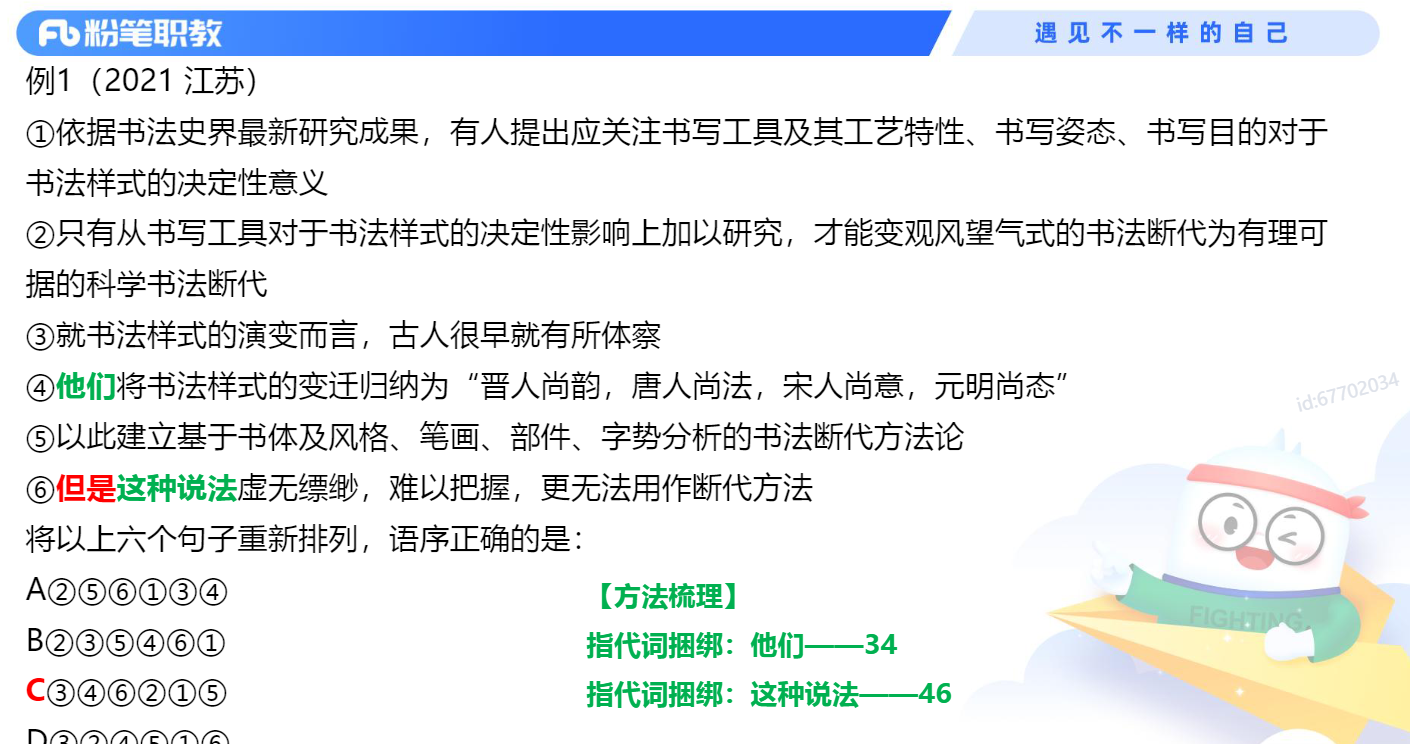 粉笔职教
遇见不一样的自己
例1（2021 江苏）
①依据书法史界最新研究成果，有人提出应关注书写工具及其工艺特性、书写姿态、书写目的对于
书法样式的决定性意义
②只有从书写工具对于书法样式的决定性影响上加以研究，才能变观风望气式的书法断代为有理可
据的科学书法断代
③就书法样式的演变而言，古人很早就有所体察
④他们将书法样式的变迁归纳为“晋人尚韵，唐人尚法，宋人尚意，元明尚态”
id:67702034
⑤以此建立基于书体及风格、笔画、部件、字势分析的书法断代方法论
⑥但是这种说法虚无缥缈，难以把握，更无法用作断代方法
将以上六个句子重新排列，语序正确的是：
A②⑤⑥①③④
【方法梳理】
FIGHTING
B②③⑤④⑥①
指代词捆绑：他们——34
C③④⑥②①⑤
指代词捆绑：这种说法——46
D③②④⑤①⑥